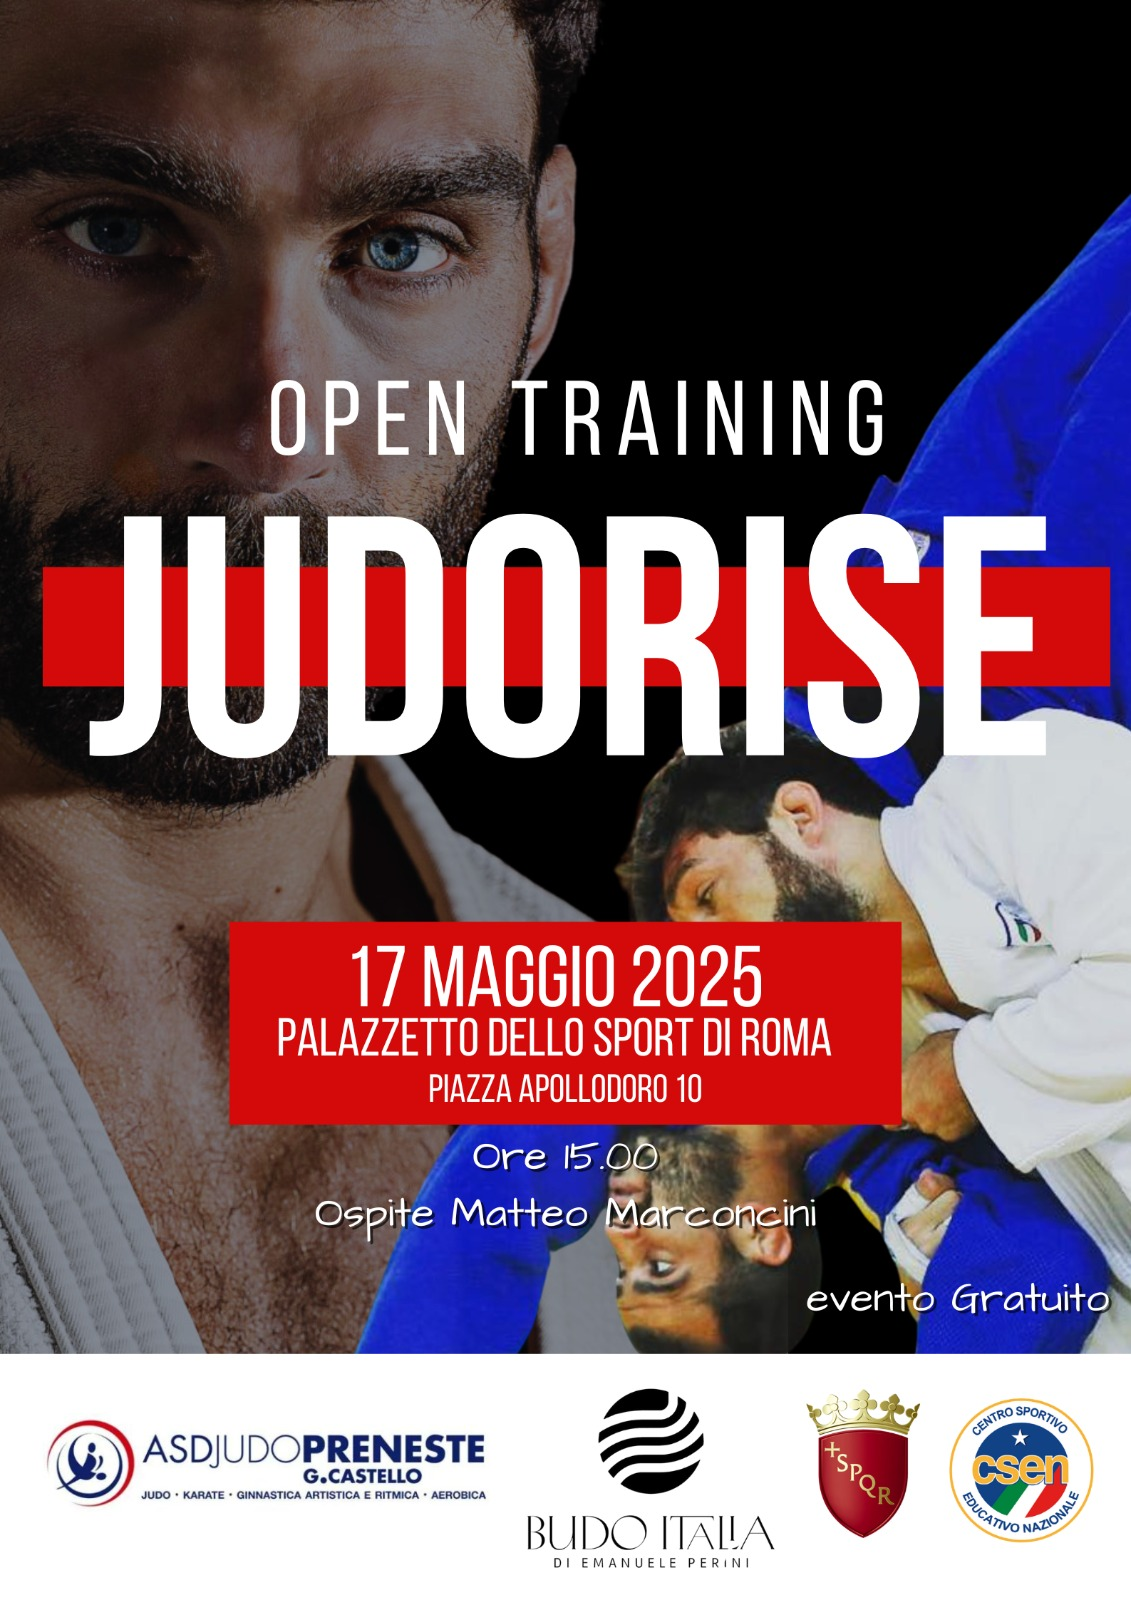 OPEN TRAINING
JUDORISE
17 MAGGIO 2025
PALAZZETTO DELLO SPORT DI ROMA
PIAZZA APOLLODORO 10
Ore 15.00
Ospite Matteo Marconcini
evento Gratuito
ASDJUDOPRENESTE
G.CASTELLO
JUDO · KARATE · GINNASTICA ARTISTICA E RITMICA · AEROBICA
BUDO ITALIA
DI EMANUELE PERINI
+SPQR
CENTRO SPORTIVO
csen
EDUCATIVO NAZIONALE